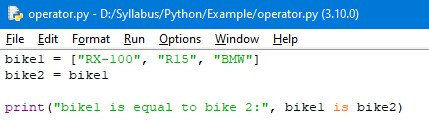 operator.py - D:/Syllabus/Python/Example/operator.py (3.10.0)
File Edit Format Run Options Window Help
bike1 = ["RX-100", "R15", "BMW"]
bike2 = bike1
print("bike1 is equal to bike 2:", bike1 is bike2)